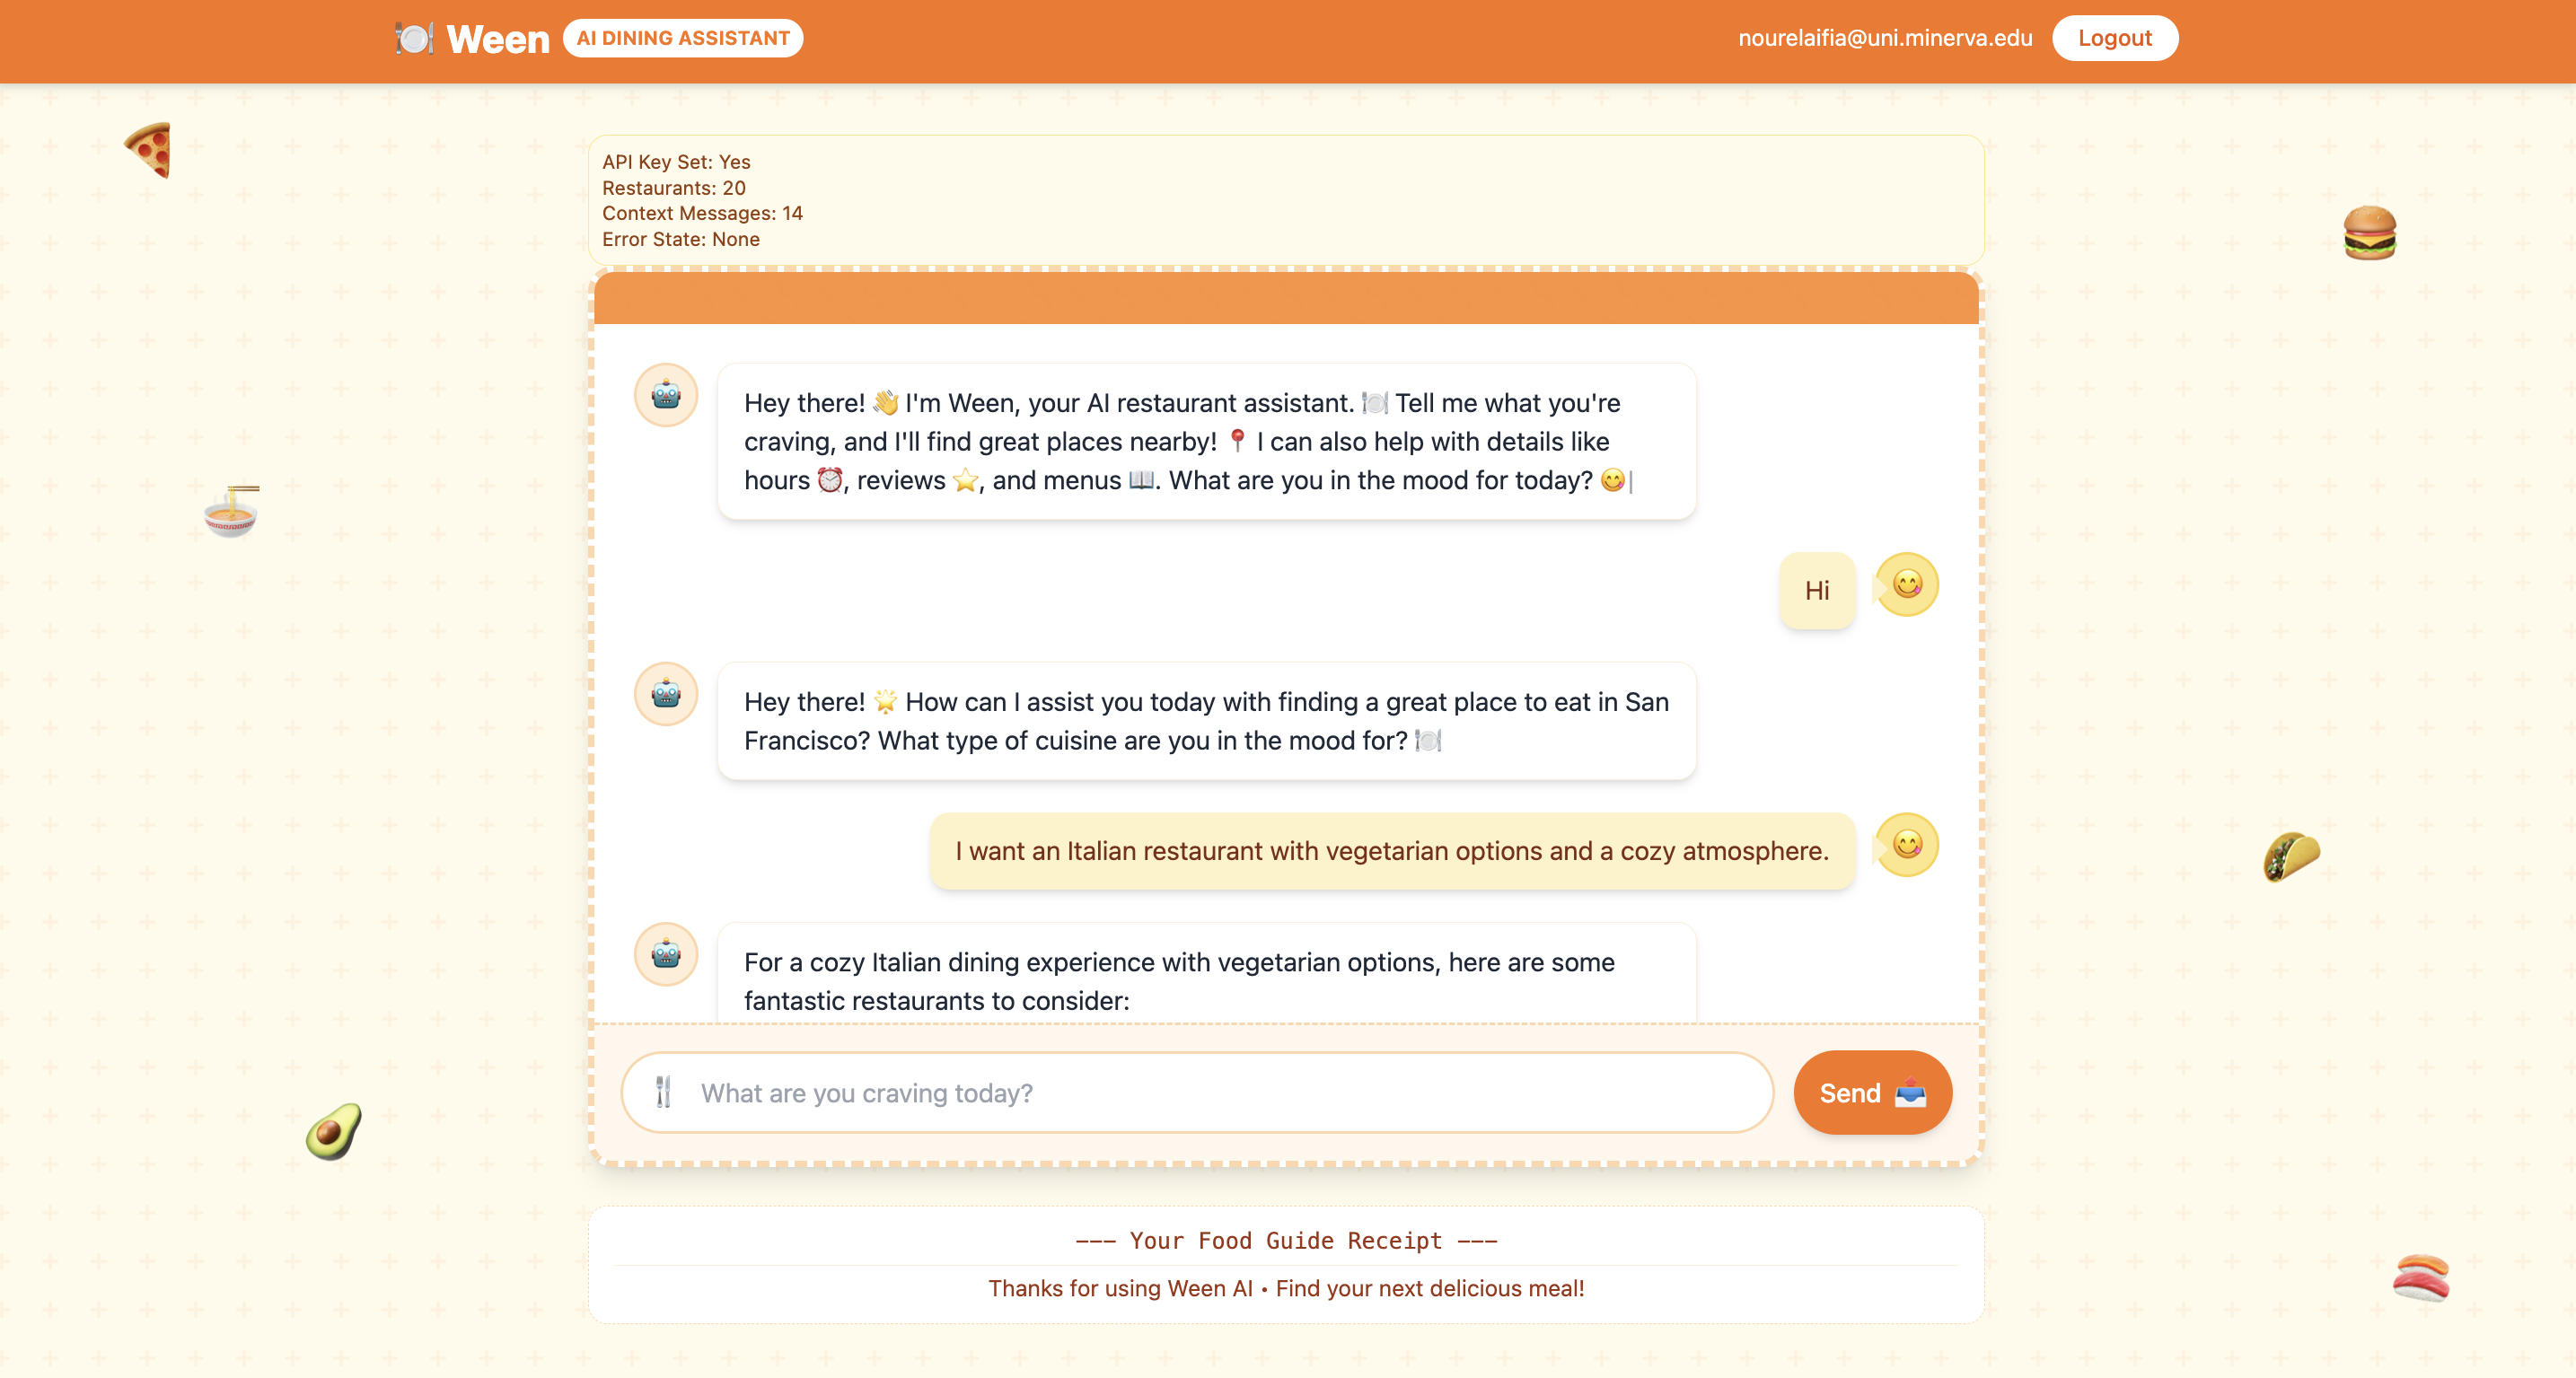 🍽️ Ween AI DINING ASSISTANT
nourelaifia@uni.minerva.edu Logout
API Key Set: Yes
Restaurants: 20
Context Messages: 14
Error State: None
Hey there! 👋 I'm Ween, your AI restaurant assistant. 🍽️ Tell me what you're
craving, and I'll find great places nearby! 📍 I can also help with details like
hours ⏰, reviews ⭐, and menus 📖. What are you in the mood for today? 😋|
Hi
Hey there! 🌟 How can I assist you today with finding a great place to eat in San
Francisco? What type of cuisine are you in the mood for? 🍽️
I want an Italian restaurant with vegetarian options and a cozy atmosphere.
For a cozy Italian dining experience with vegetarian options, here are some
fantastic restaurants to consider:
What are you craving today?
Send 📤
--- Your Food Guide Receipt ---
Thanks for using Ween AI • Find your next delicious meal!